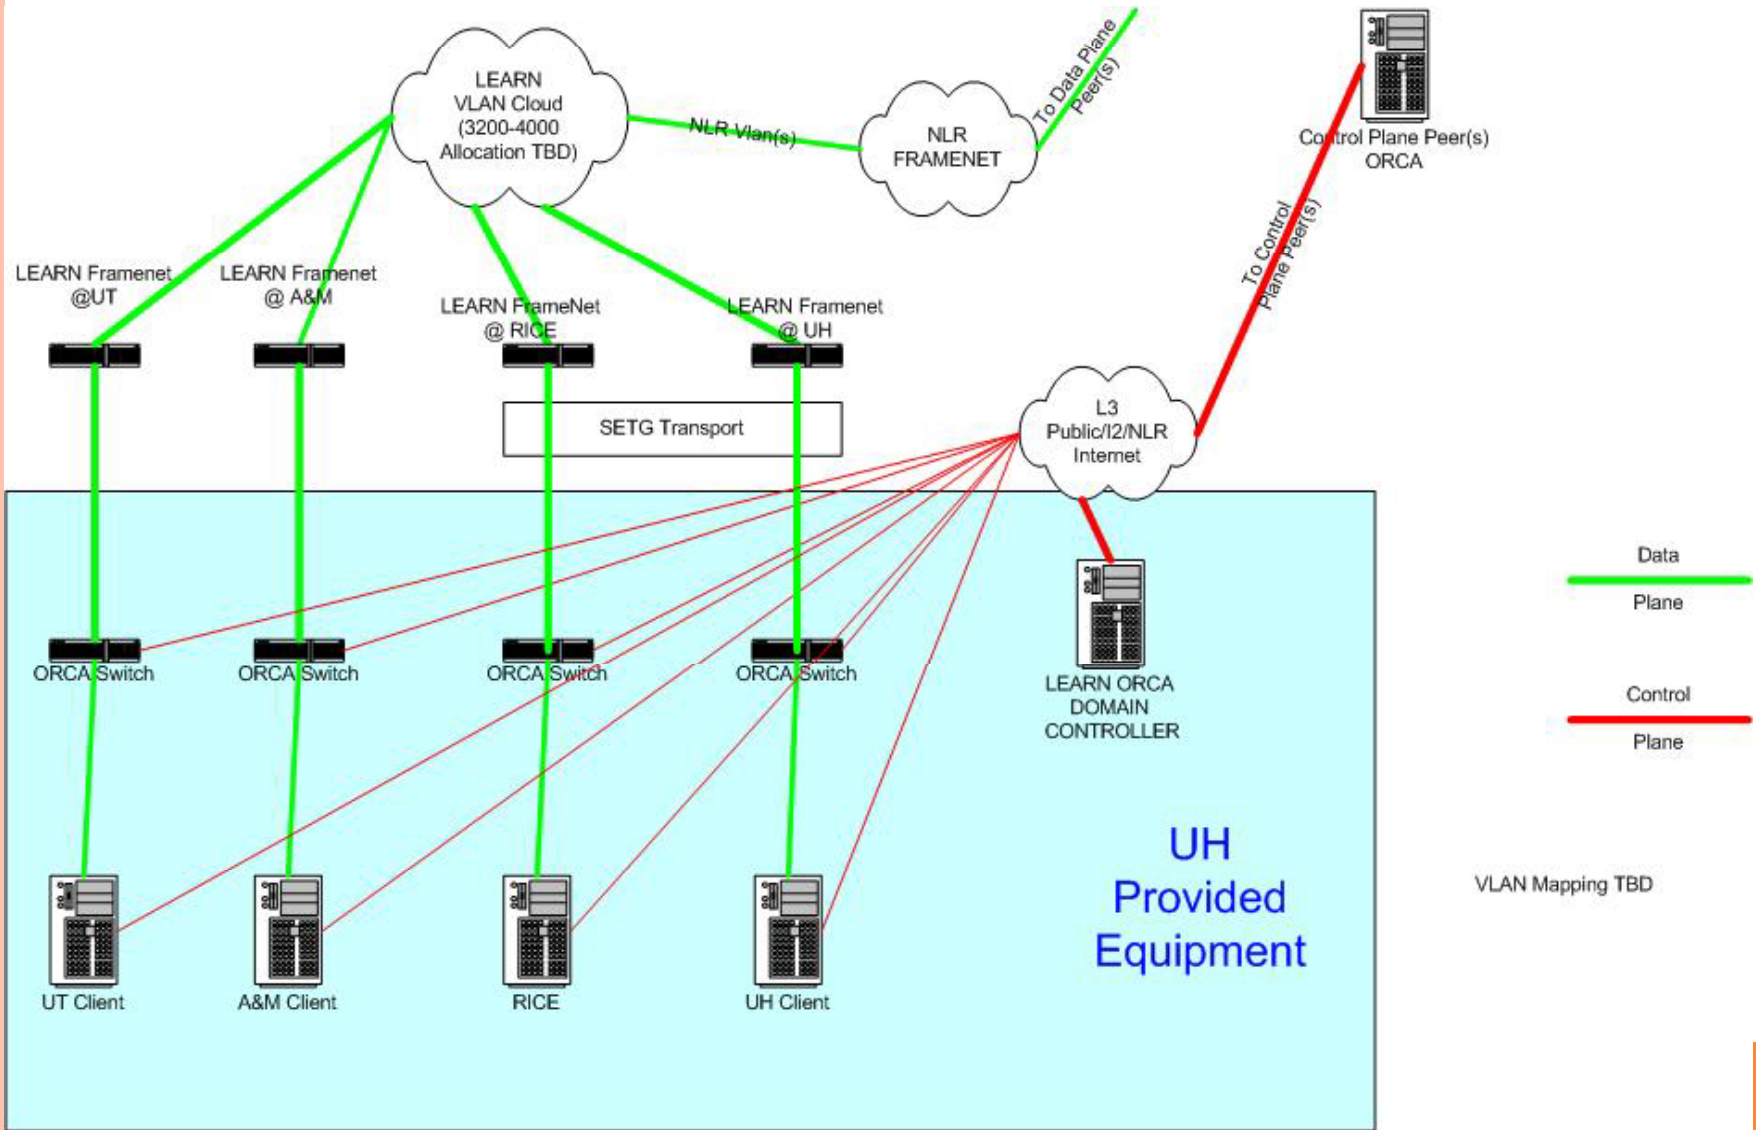 LEARN
VLAN Cloud
(3200-4000
Allocation TBD)
NLR Vlan(s)
NLR
FRAMENET
To Data Plane
Peer(s)
Control Plane Peer(s)
ORCA
To Control
Plane Peer(s)
LEARN Framenet
@UT
LEARN Framenet
@ A&M
LEARN FrameNet
@ RICE
LEARN Framenet
@ UH
SETG Transport
L3
Public/I2/NLR
Internet
ORCA Switch
ORCA Switch
ORCA Switch
ORCA Switch
LEARN ORCA
DOMAIN
CONTROLLER
Data
Plane
Control
Plane
UH
Provided
Equipment
VLAN Mapping TBD
UT Client
A&M Client
RICE
UH Client